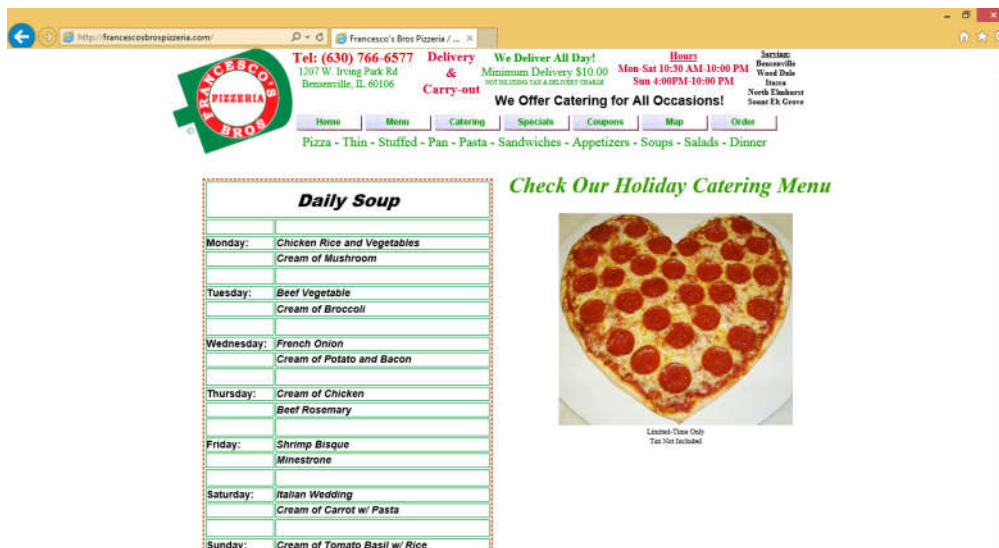 http://francescosbrospizzeria.com/
Francesco's Bros Pizzeria / ...
FRANCESCO'S
PIZZERIA
BROS
©
Tel: (630) 766-6577
1207 W. Irving Park Rd
Bensenville, IL 60106
Delivery
&
Carry-out
We Deliver All Day!
Minimum Delivery $10.00
NOT INCLUDING TAX & DELIVERY CHARGE
Hours
Mon-Sat 10:30 AM-10:00 PM
Sun 4:00PM-10:00 PM
Serving:
Bensenville
Wood Dale
Itasca
North Elmhurst
We Offer Catering for All Occasions!
Home Menu Catering Specials Coupons Map Order
Pizza - Thin - Stuffed - Pan - Pasta - Sandwiches - Appetizers - Soups - Salads - Dinner
Daily Soup
Monday: Chicken Rice and Vegetables
Cream of Mushroom
Tuesday: Beef Vegetable
Cream of Broccoli
Wednesday: French Onion
Cream of Potato and Bacon
Thursday: Cream of Chicken
Beef Rosemary
Friday: Shrimp Bisque
Minestrone
Saturday: Italian Wedding
Cream of Carrot w/ Pasta
Sunday: Cream of Tomato Basil w/ Rice
Check Our Holiday Catering Menu
Limited-Time Only
Tax Not Included